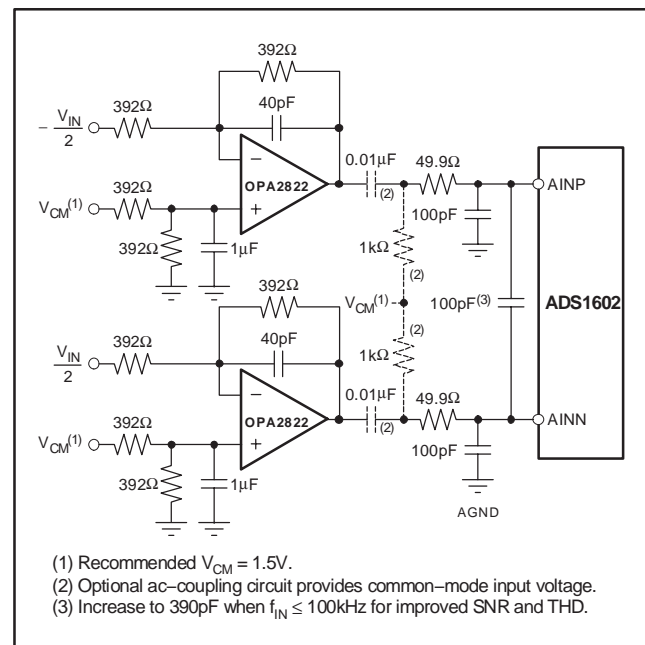 392Ω
40pF
392Ω
− V_IN
2
392Ω
V_CM(1)
392Ω
1μF
−
+
OPA2822
0.01μF
(2)
49.9Ω
100pF
AINP
1kΩ
(2)
V_CM(1)
100pF(3)
ADS1602
392Ω
40pF
V_IN
2
392Ω
(2)
1kΩ
−
+
OPA2822
0.01μF
(2)
49.9Ω
AINN
V_CM(1)
392Ω
392Ω
1μF
100pF
AGND
(1) Recommended V_CM = 1.5V.
(2) Optional ac−coupling circuit provides common−mode input voltage.
(3) Increase to 390pF when f_IN ≤ 100kHz for improved SNR and THD.